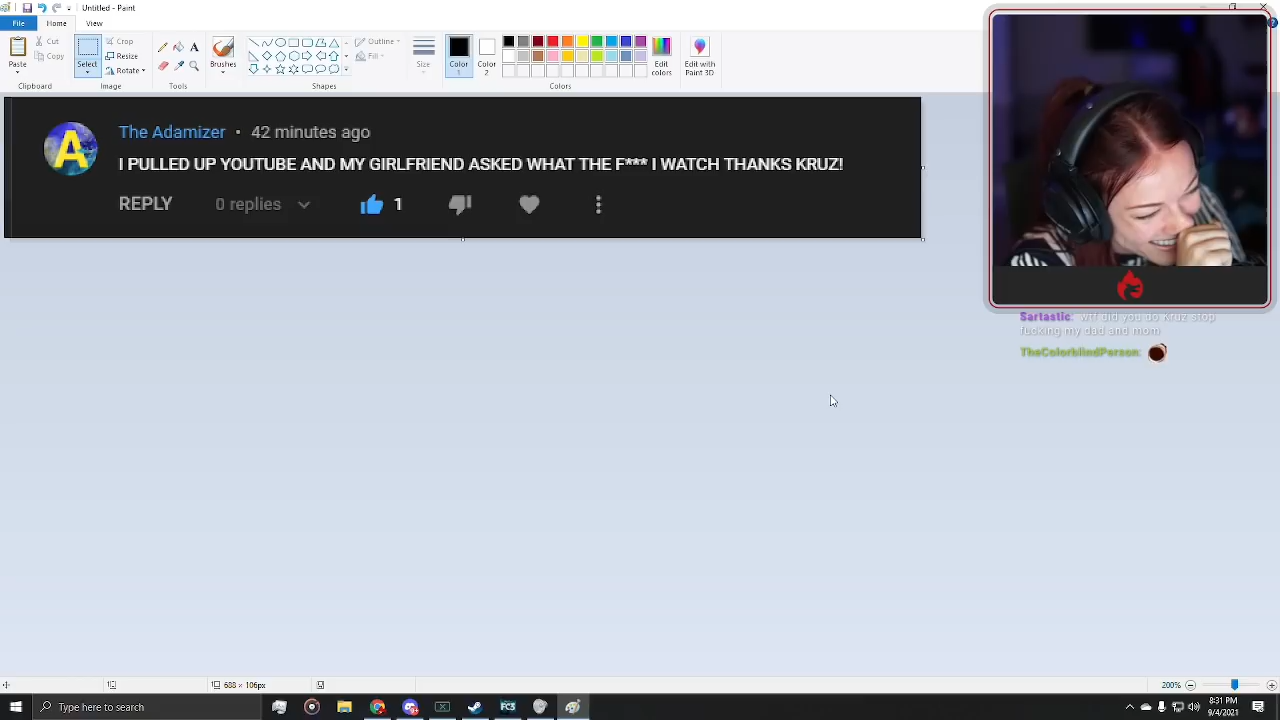 Untitled - Paint
File
Home
View
Paste
Cut
Copy
Clipboard
Select
Crop
Resize
Rotate
Image
A
Tools
Brushes
Shapes
Outline
Fill
Size
Color
1
Color
2
Edit
colors
Colors
Edit with
Paint 3D
A
The Adamizer • 42 minutes ago
I PULLED UP YOUTUBE AND MY GIRLFRIEND ASKED WHAT THE F*** I WATCH THANKS KRUZ!
REPLY 0 replies 1
Sartastic: wtf did you do Kruz stop
fucking my dad and mom
TheColorblindPerson:
688 × 106px
200%
Type here to search
8:31 PM
9/4/2021